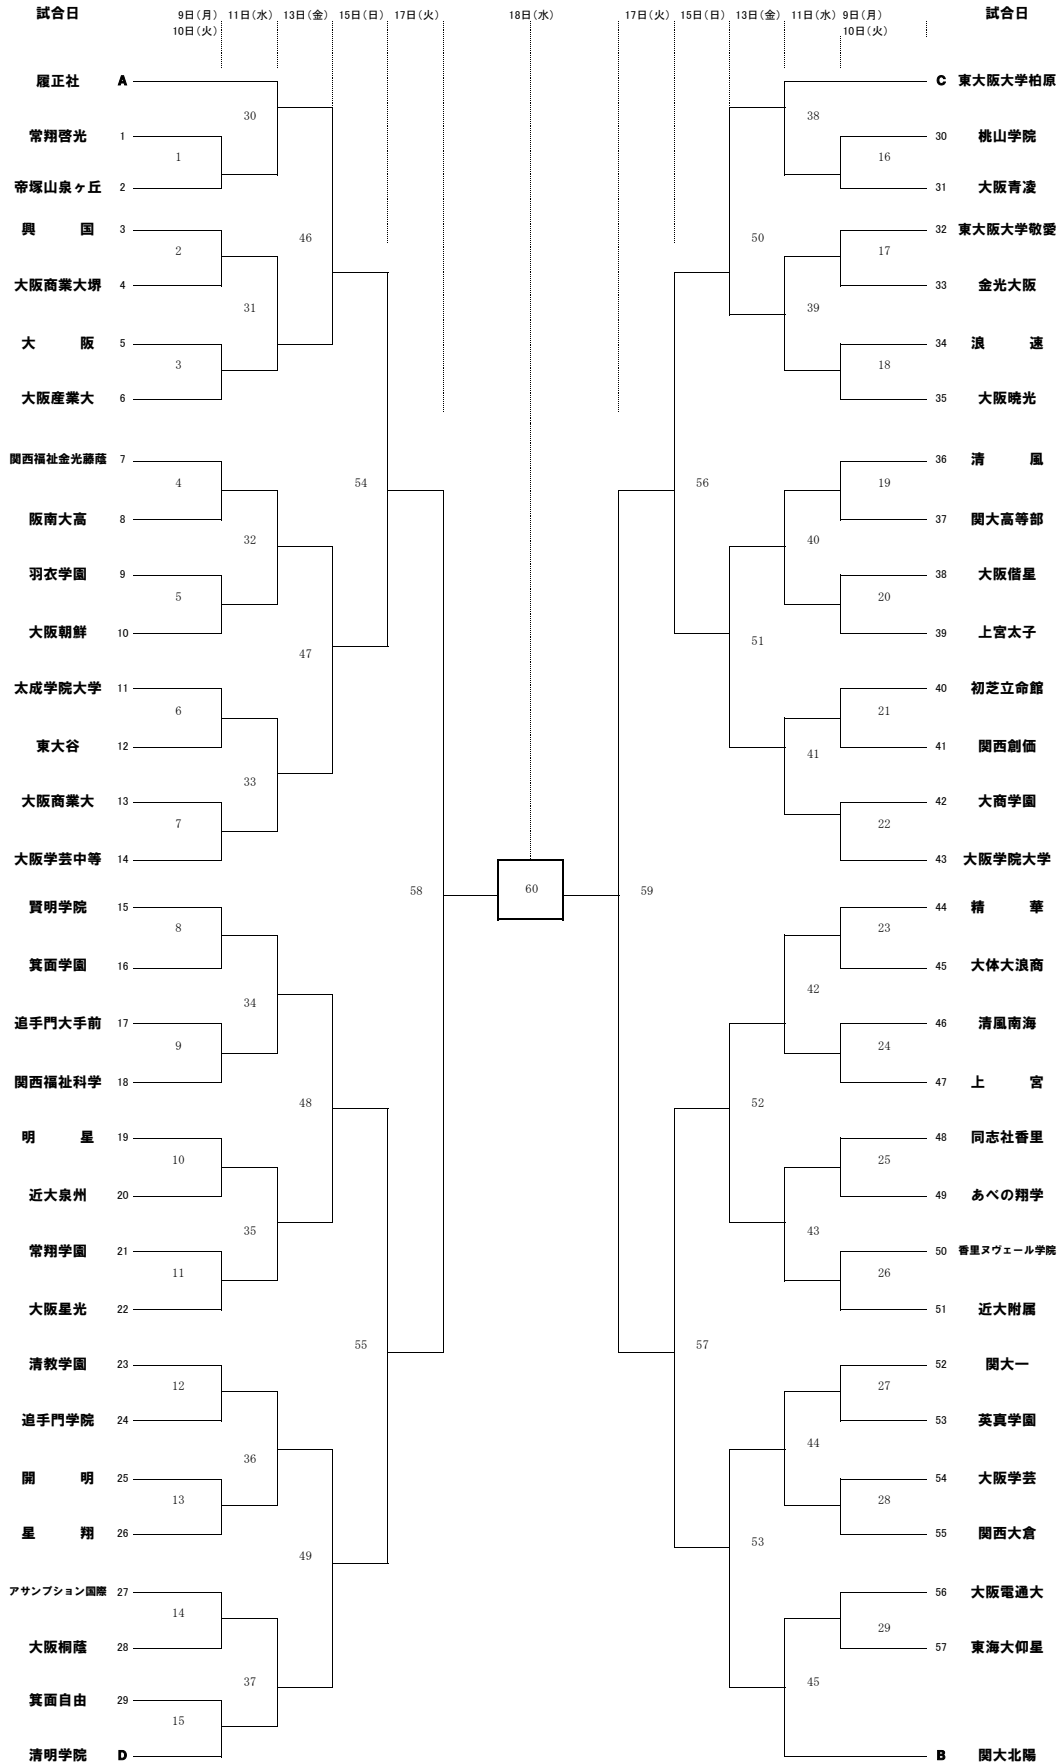 試合日 9日(月) 11日(水) 13日(金) 15日(日) 17日(火) 18日(水) 17日(火) 15日(日) 13日(金) 11日(水) 9日(月) 試合日
10日(火) 10日(火)
履正社 A C 東大阪大学柏原
30 38
常翔啓光 1 30 桃山学院
1 16
帝塚山泉ヶ丘 2 31 大阪青凌
興 国 3 32 東大阪大学敬愛
46 50
2 17
大阪商業大堺 4 33 金光大阪
31 39
大 阪 5 34 浪 速
3 18
大阪産業大 6 35 大阪暁光
関西福祉金光藤蔭 7 36 清 風
4 54 56 19
阪南大高 8 37 関大高等部
32 40
羽衣学園 9 38 大阪偕星
5 20
大阪朝鮮 10 39 上宮太子
47 51
太成学院大学 11 40 初芝立命館
6 21
東大谷 12 41 関西創価
33 41
大阪商業大 13 42 大商学園
7 22
大阪学芸中等 14 43 大阪学院大学
58 60 59
賢明学院 15 44 精 華
8 23
箕面学園 16 45 大体大浪商
34 42
追手門大手前 17 46 清風南海
9 24
関西福祉科学 18 47 上 宮
48 52
明 星 19 48 同志社香里
10 25
近大泉州 20 49 あべの翔学
35 43
常翔学園 21 50 香里ヌヴェール学院
11 26
大阪星光 22 51 近大附属
55 57
清教学園 23 52 関大一
12 27
追手門学院 24 53 英真学園
36 44
開 明 25 54 大阪学芸
13 28
星 翔 26 55 関西大倉
49 53
アサンプション国際 27 56 大阪電通大
14 29
大阪桐蔭 28 57 東海大仰星
37 45
箕面自由 29
15
清明学院 D B 関大北陽